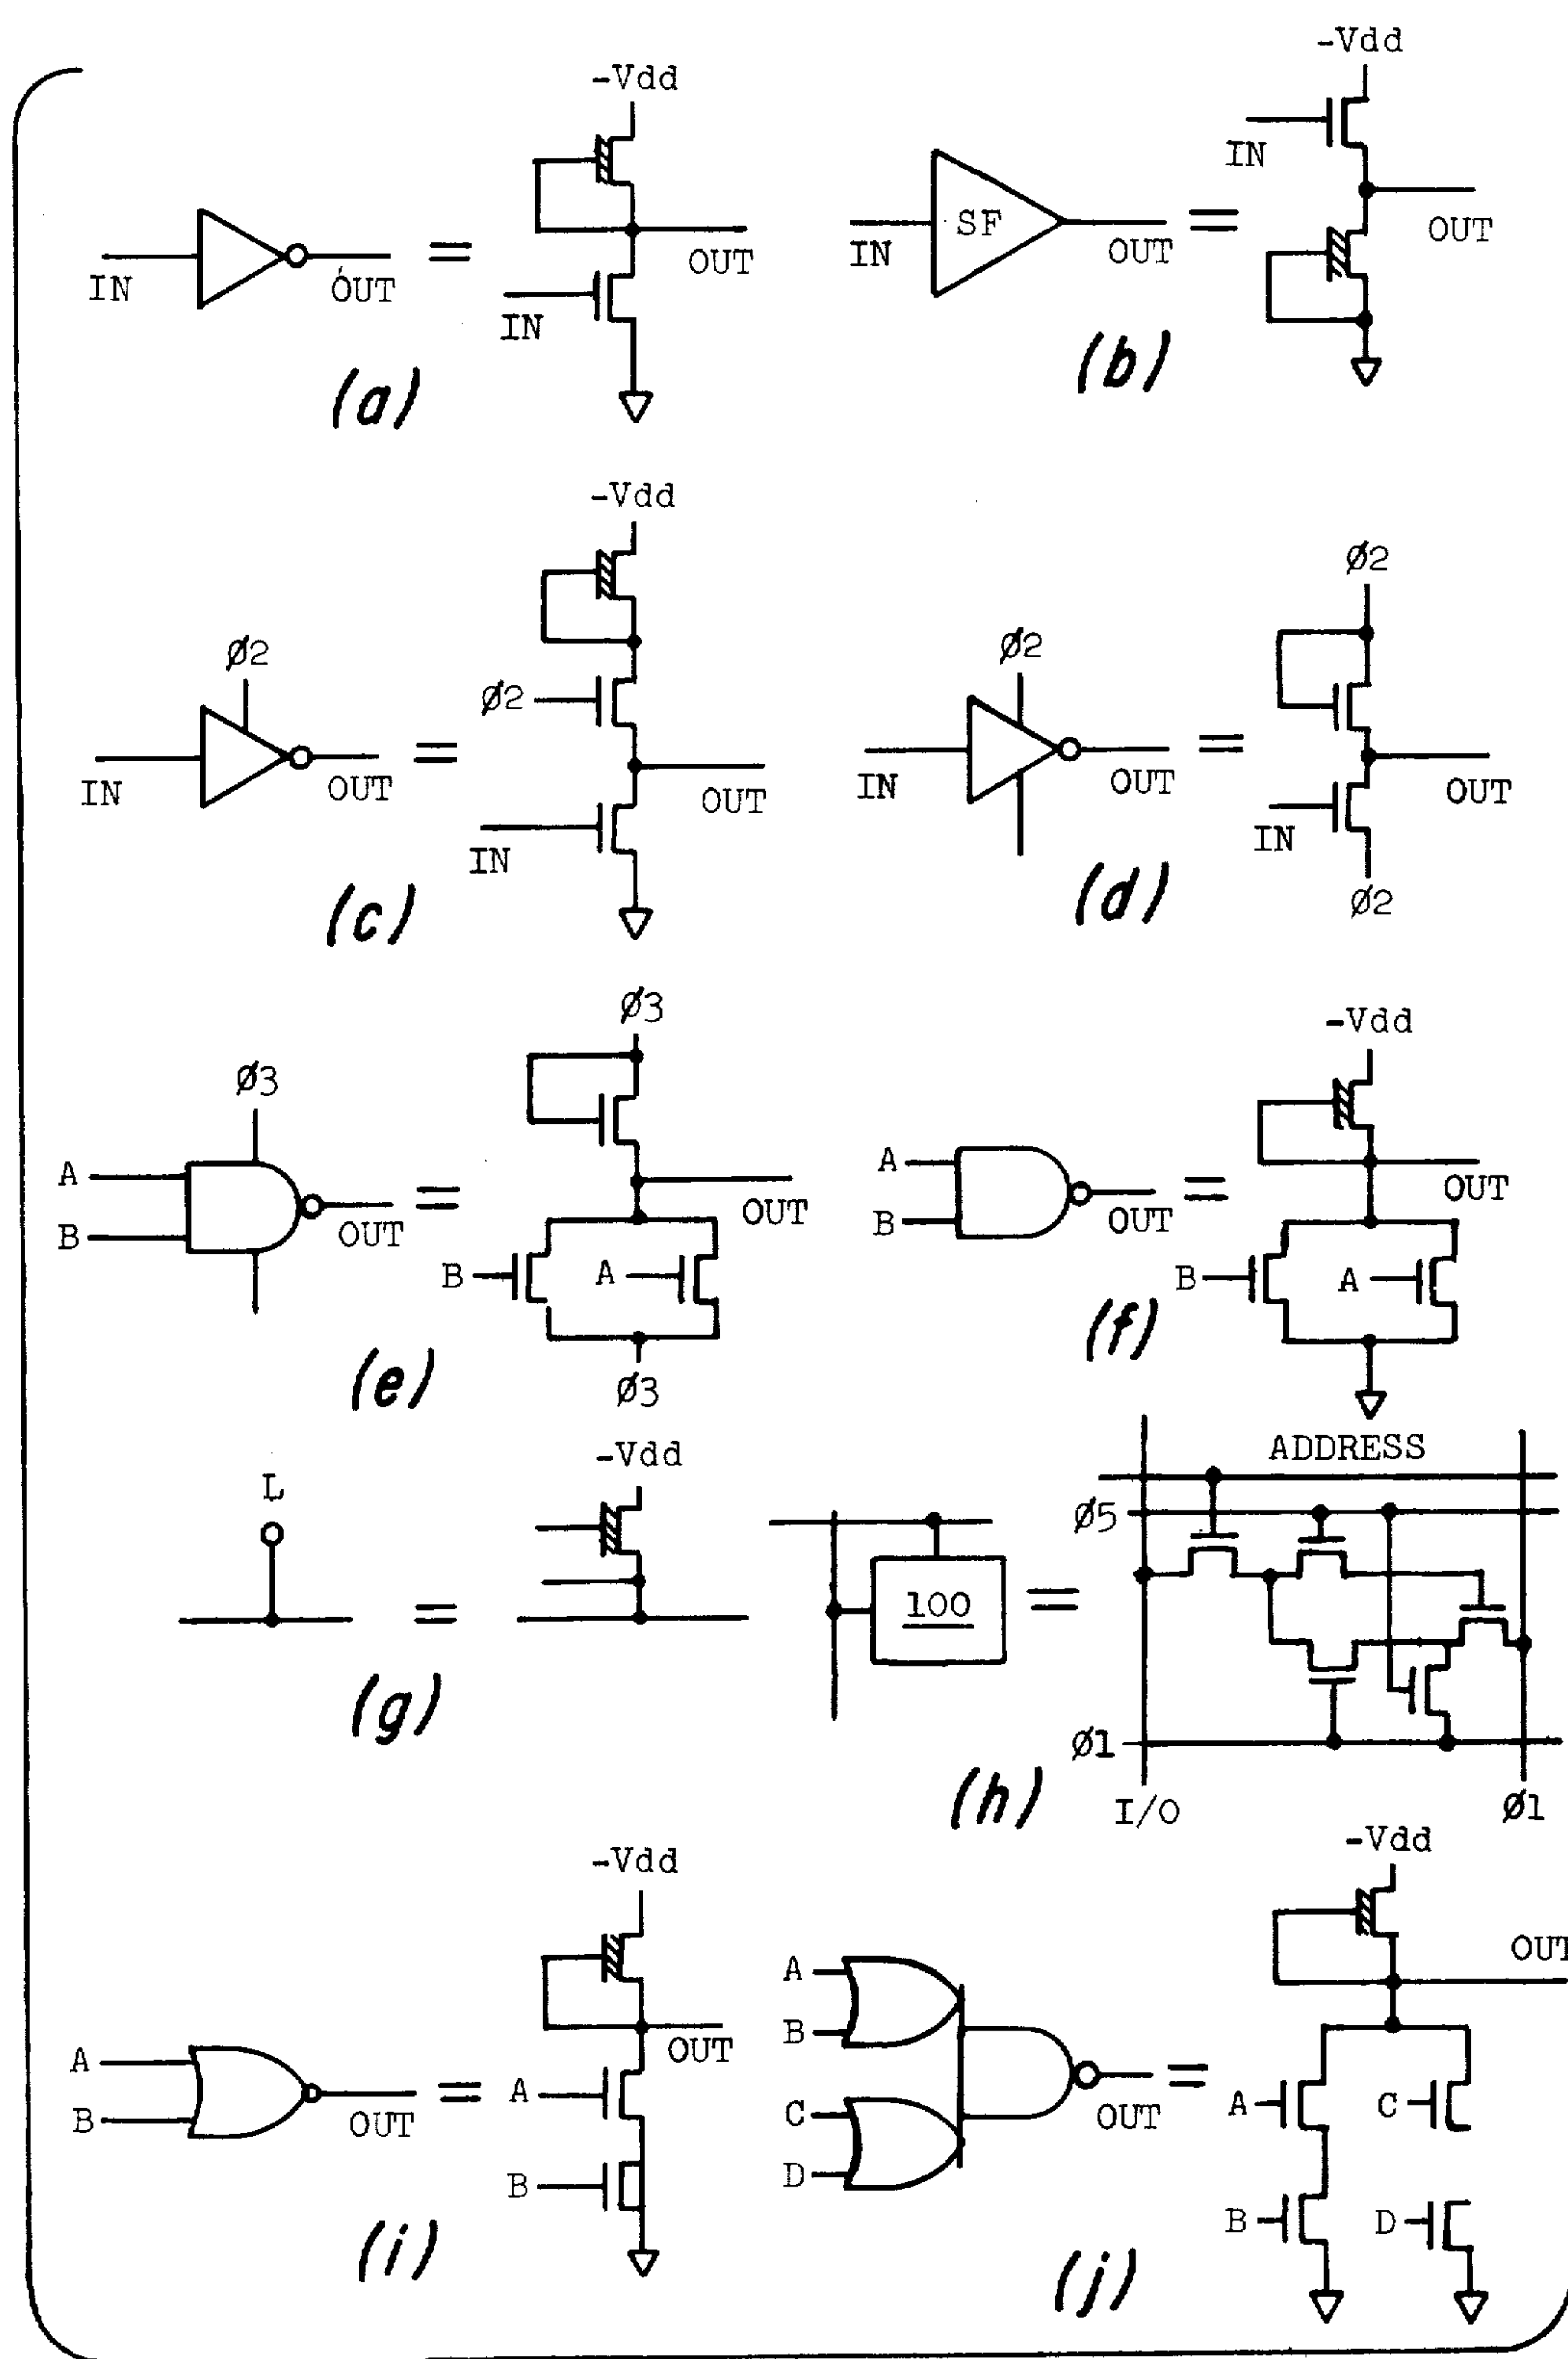 -Vdd
IN
OUT
OUT
IN
(a)
-Vdd
IN
SF
IN
OUT
OUT
(b)
-Vdd
Ø2
Ø2
IN
OUT
OUT
IN
(c)
Ø2
Ø2
IN
OUT
OUT
IN
Ø2
(d)
Ø3
Ø3
A
B
OUT
OUT
B
A
Ø3
(e)
-Vdd
A
B
OUT
OUT
B
A
(f)
L
-Vdd
(g)
ADDRESS
Ø5
100
Ø1
I/O
Ø1
(h)
-Vdd
A
B
OUT
OUT
A
B
(i)
-Vdd
OUT
A
B
C
D
OUT
A
C
B
D
(j)